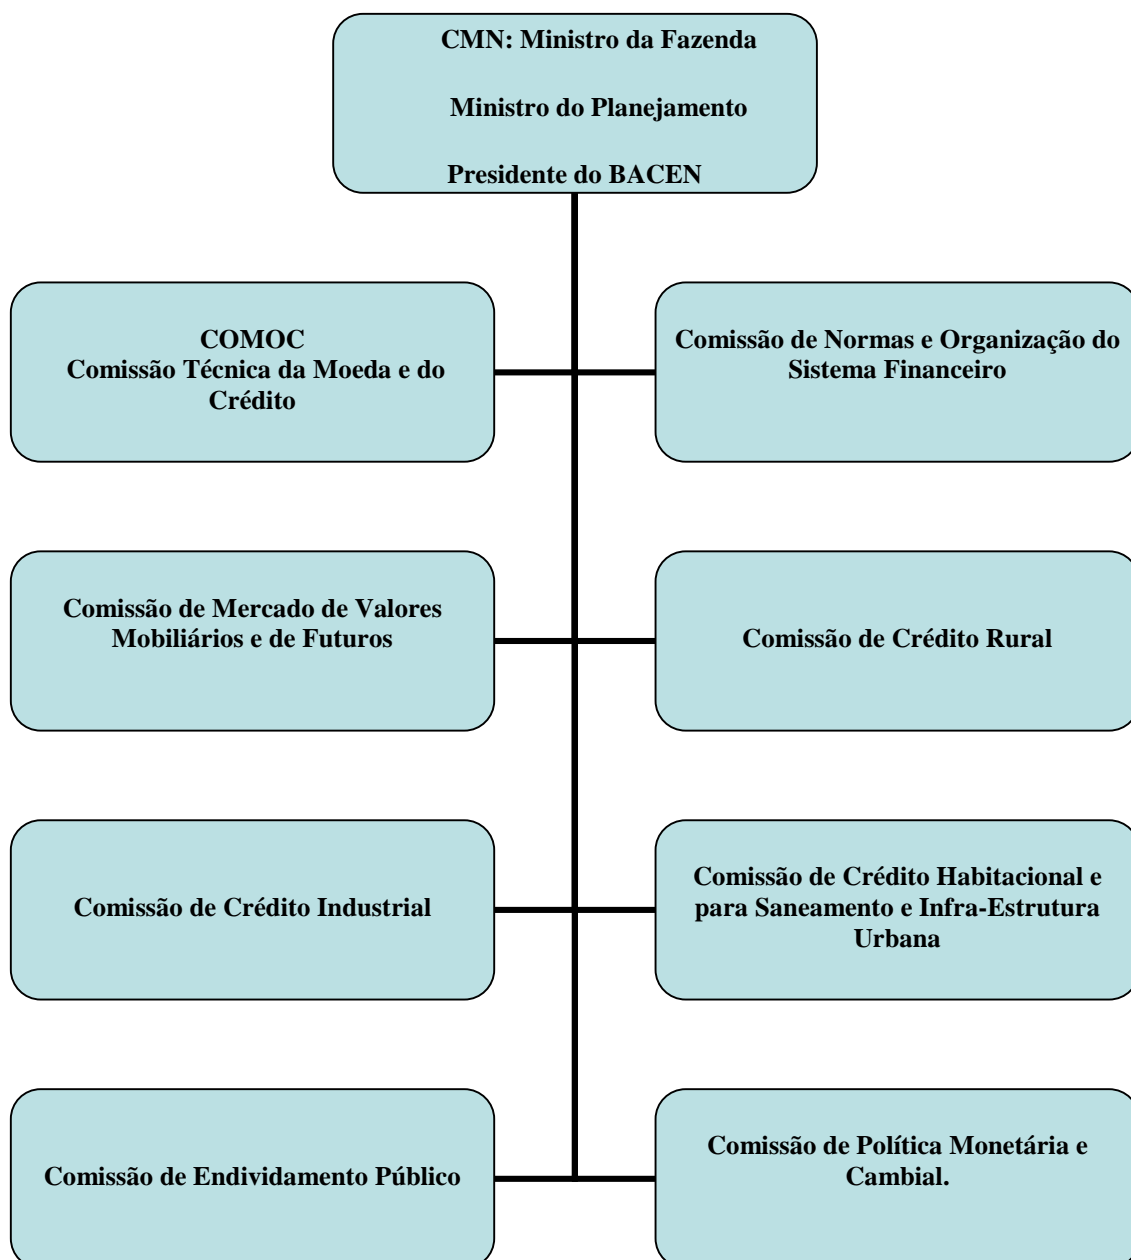 CMN: Ministro da Fazenda
Ministro do Planejamento
Presidente do BACEN
COMOC
Comissão Técnica da Moeda e do
Crédito
Comissão de Normas e Organização do
Sistema Financeiro
Comissão de Mercado de Valores
Mobiliários e de Futuros
Comissão de Crédito Rural
Comissão de Crédito Industrial
Comissão de Crédito Habitacional e
para Saneamento e Infra-Estrutura
Urbana
Comissão de Endividamento Público
Comissão de Política Monetária e
Cambial.